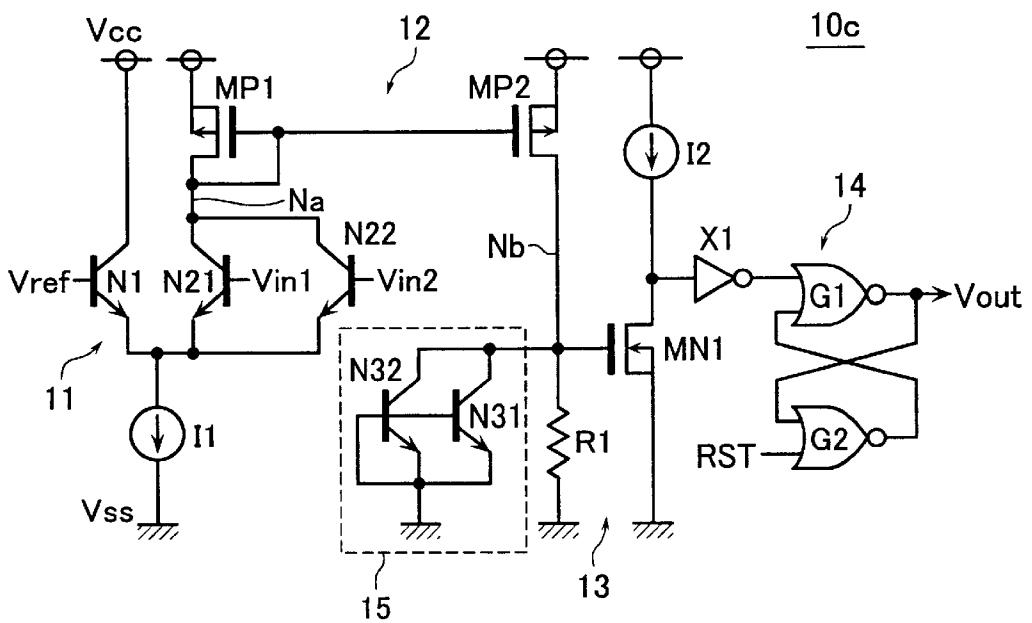 10c
Vcc
12
MP1
MP2
I2
Na
14
N22
Nb
X1
Vref
N1
N21
Vin1
Vin2
G1
Vout
MN1
N32
11
N31
I1
R1
G2
RST
Vss
13
15